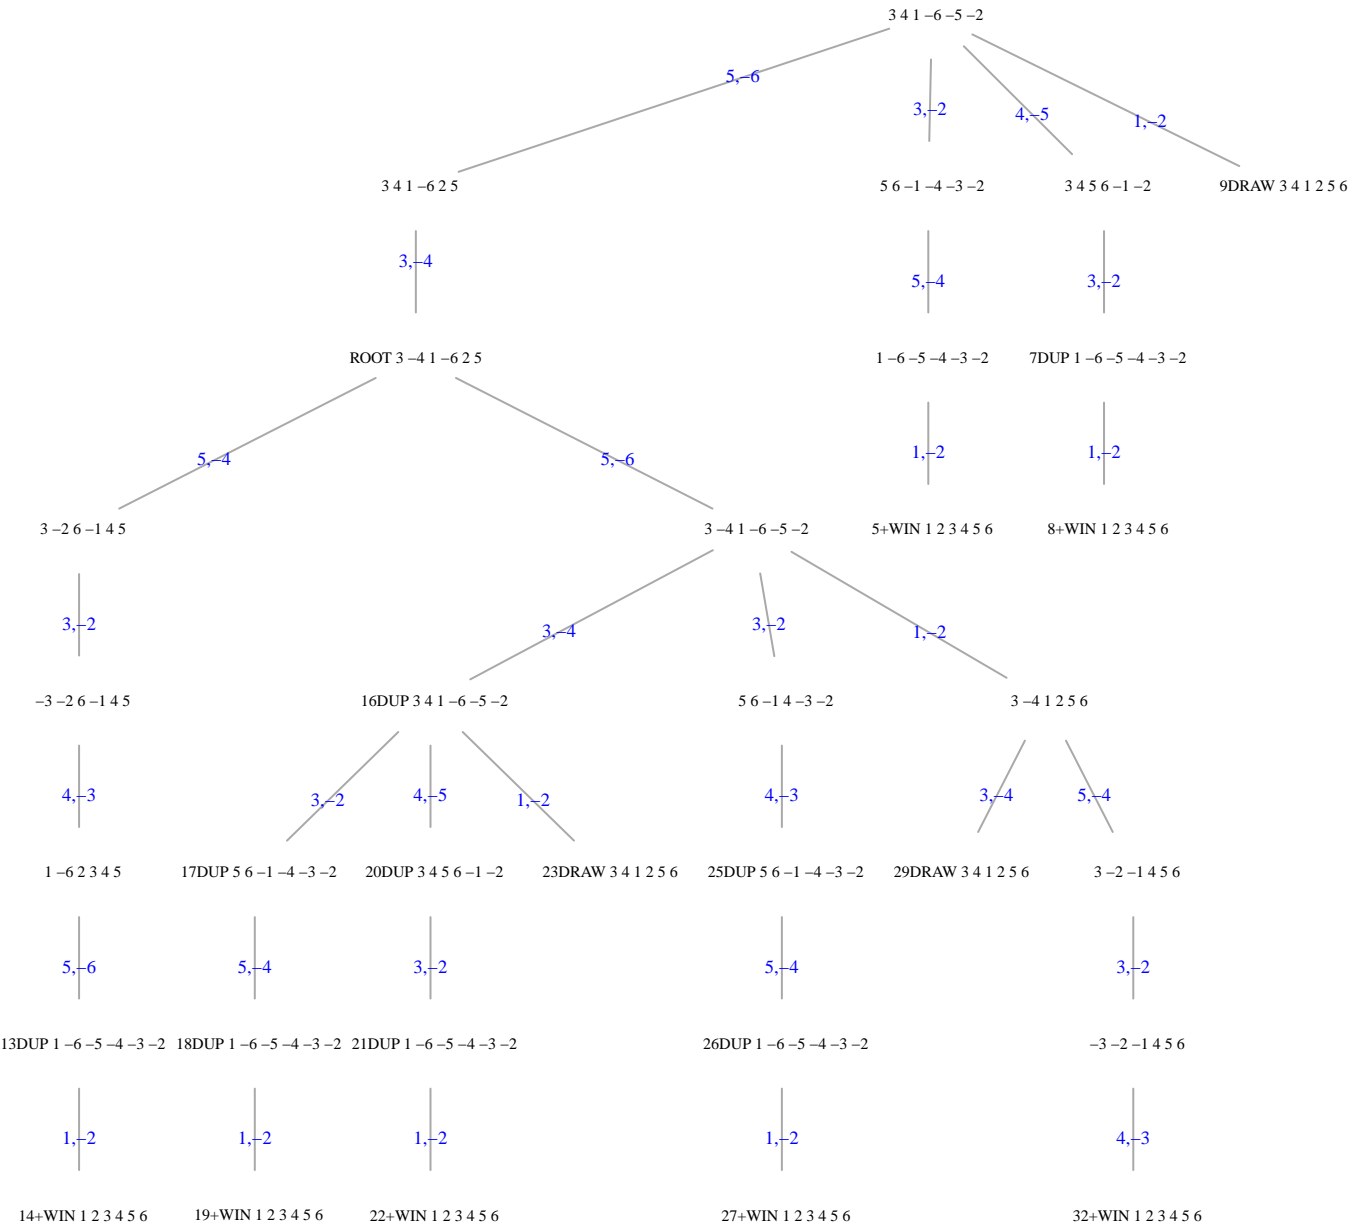 3 4 1 –6 –5 –2
5,–6
3,–2
4,–5
1,–2
3 4 1 –6 2 5
5 6 –1 –4 –3 –2
3 4 5 6 –1 –2
9DRAW 3 4 1 2 5 6
3,–4
5,–4
3,–2
ROOT 3 –4 1 –6 2 5
1 –6 –5 –4 –3 –2
7DUP 1 –6 –5 –4 –3 –2
5,–4
5,–6
1,–2
1,–2
3 –2 6 –1 4 5
3 –4 1 –6 –5 –2
5+WIN 1 2 3 4 5 6
8+WIN 1 2 3 4 5 6
3,–2
3,–4
3,–2
1,–2
–3 –2 6 –1 4 5
16DUP 3 4 1 –6 –5 –2
5 6 –1 4 –3 –2
3 –4 1 2 5 6
4,–3
3,–2
4,–5
1,–2
4,–3
3,–4
5,–4
1 –6 2 3 4 5
17DUP 5 6 –1 –4 –3 –2
20DUP 3 4 5 6 –1 –2
23DRAW 3 4 1 2 5 6
25DUP 5 6 –1 –4 –3 –2
29DRAW 3 4 1 2 5 6
3 –2 –1 4 5 6
5,–6
5,–4
3,–2
5,–4
3,–2
13DUP 1 –6 –5 –4 –3 –2
18DUP 1 –6 –5 –4 –3 –2
21DUP 1 –6 –5 –4 –3 –2
26DUP 1 –6 –5 –4 –3 –2
–3 –2 –1 4 5 6
1,–2
1,–2
1,–2
1,–2
4,–3
14+WIN 1 2 3 4 5 6
19+WIN 1 2 3 4 5 6
22+WIN 1 2 3 4 5 6
27+WIN 1 2 3 4 5 6
32+WIN 1 2 3 4 5 6